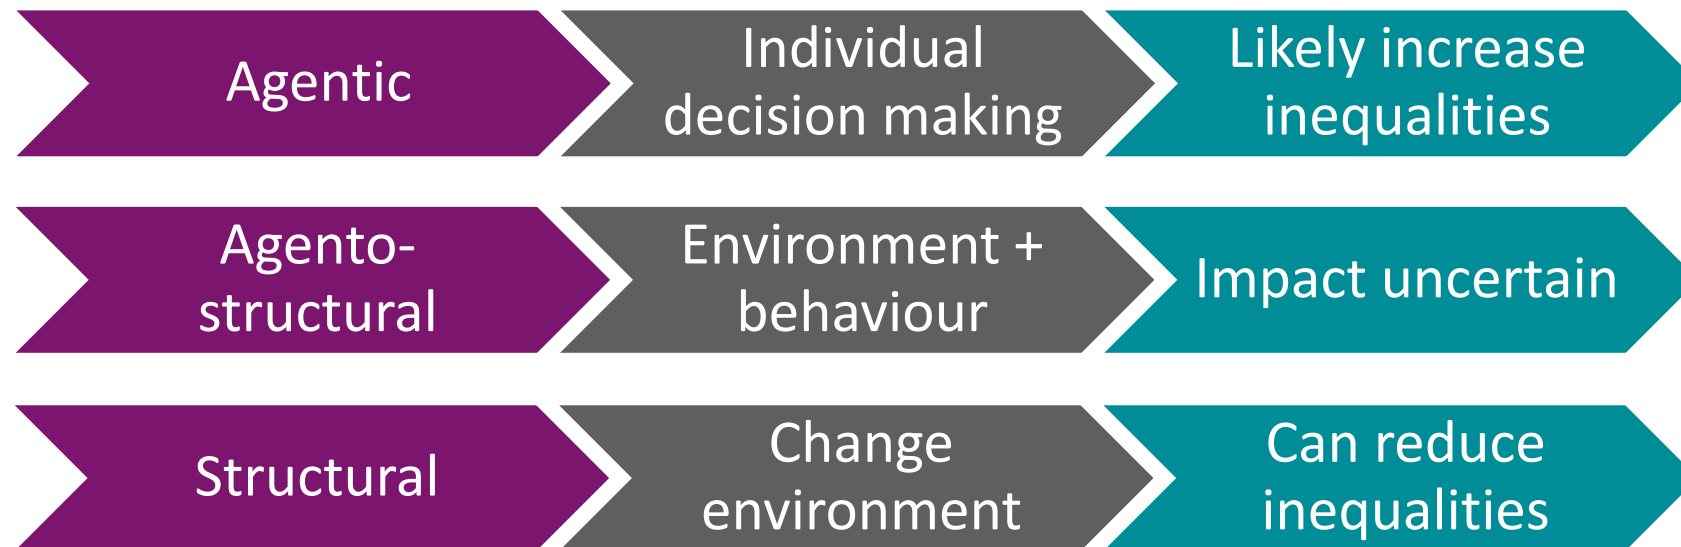 Agentic
Individual
decision making
Likely increase
inequalities
Agento-
structural
Environment +
behaviour
Impact uncertain
Structural
Change
environment
Can reduce
inequalities